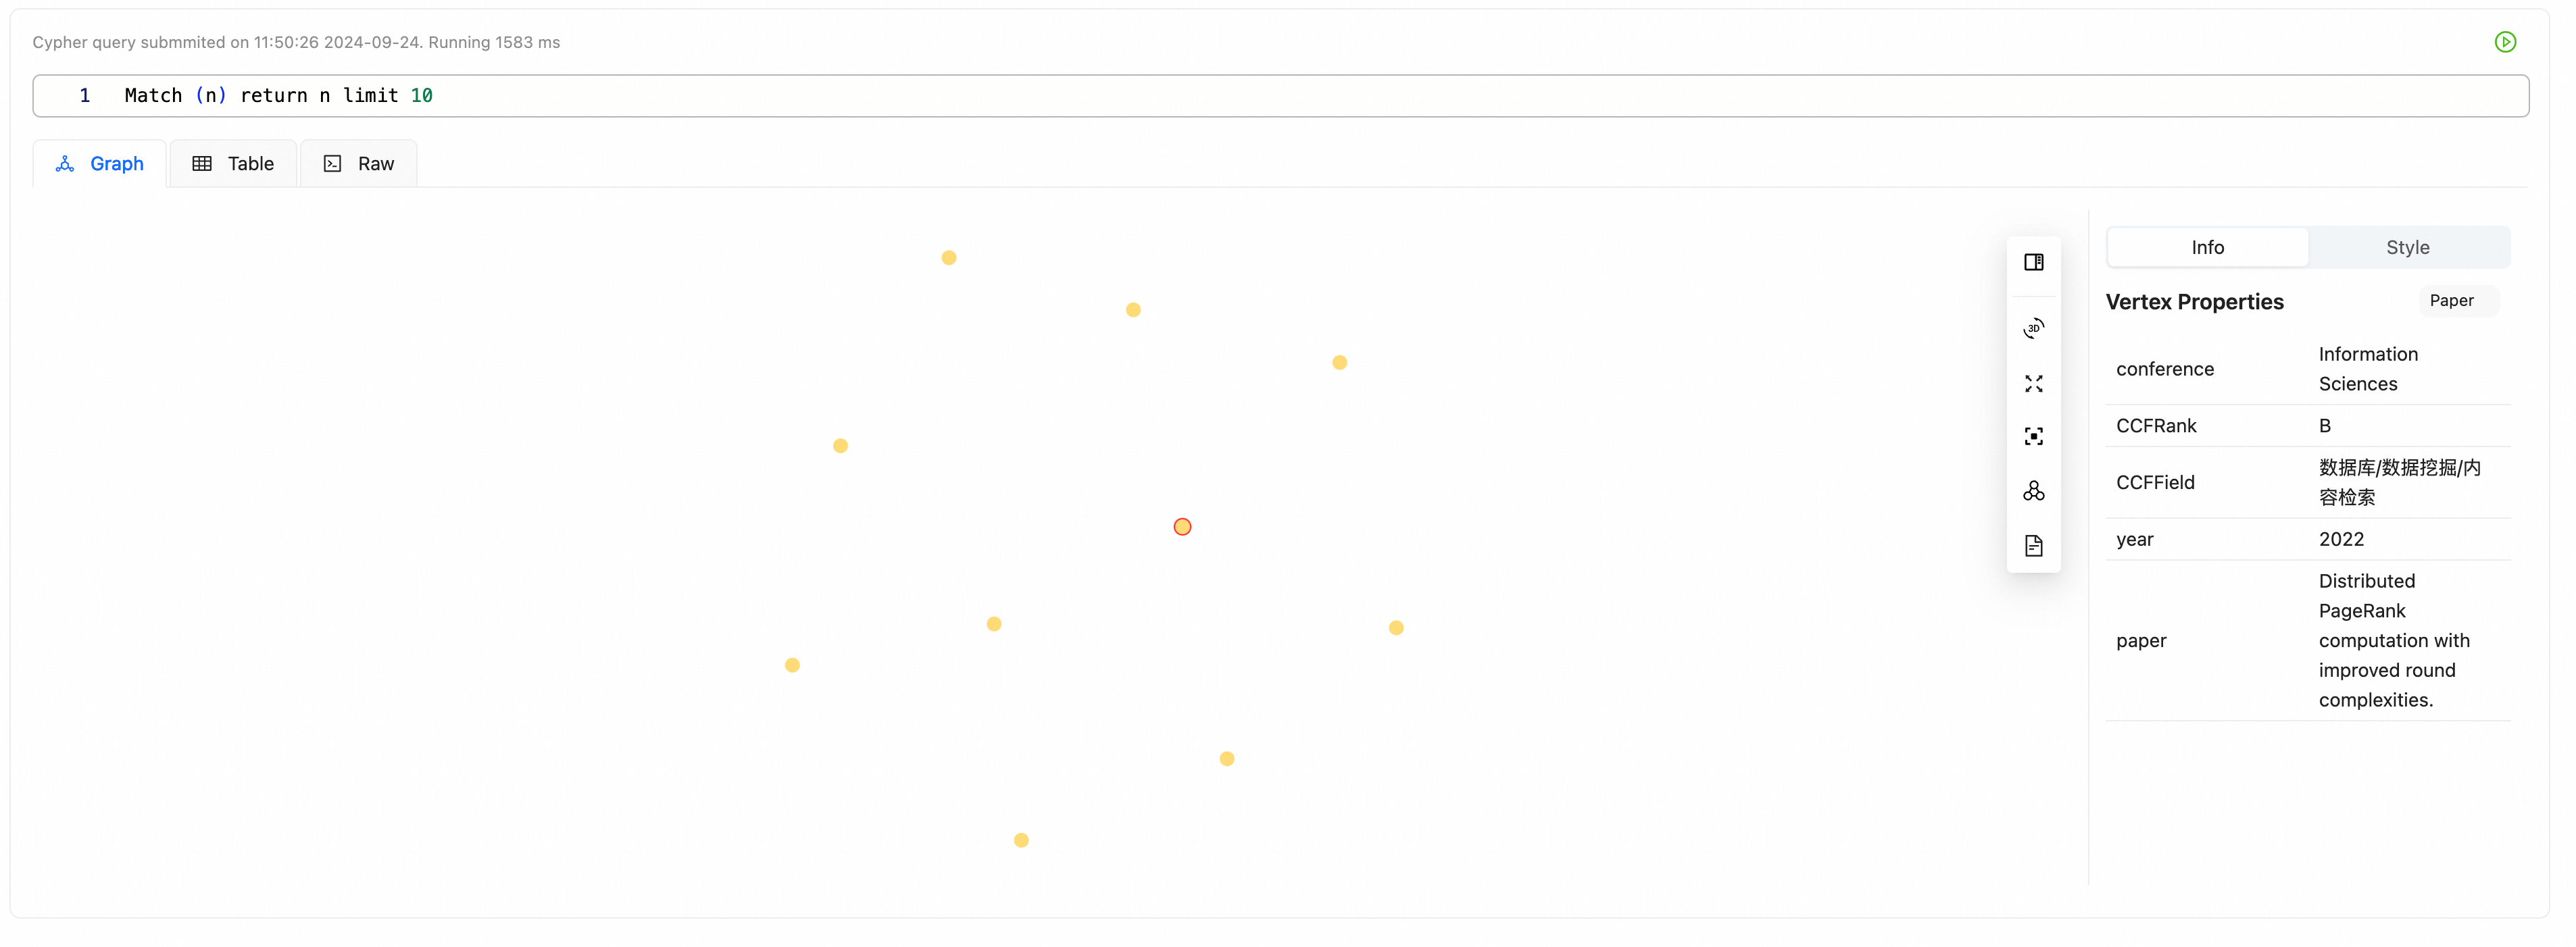 Cypher query submmited on 11:50:26 2024-09-24. Running 1583 ms
1 Match (n) return n limit 10
Graph Table Raw
3D
Info Style
Vertex Properties Paper
conference
Information
Sciences
CCFRank B
CCFField
数据库/数据挖掘/内
容检索
year 2022
paper
Distributed
PageRank
computation with
improved round
complexities.